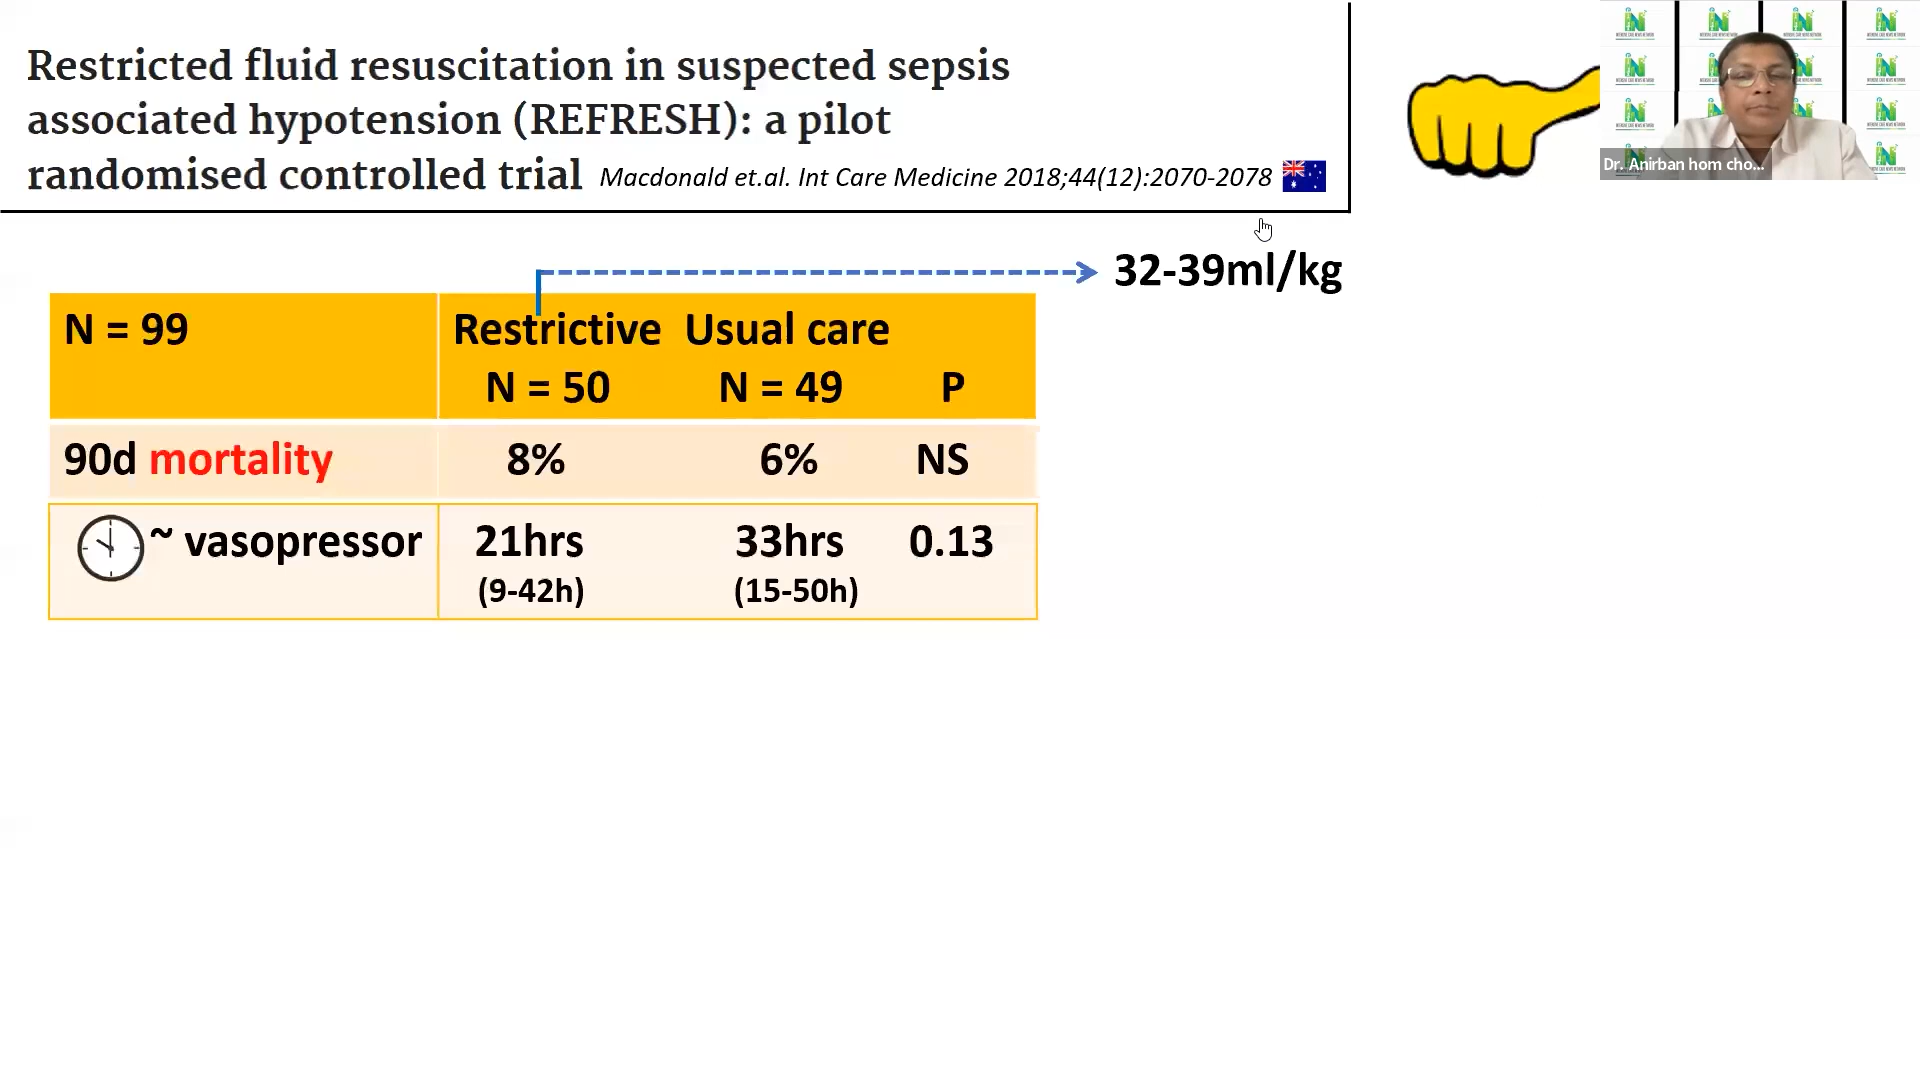 Restricted fluid resuscitation in suspected sepsis
associated hypotension (REFRESH): a pilot
randomised controlled trial Macdonald et.al. Int Care Medicine 2018;44(12):2070-2078
Dr. Anirban hom cho...
32-39ml/kg
N = 99 Restrictive Usual care
N = 50 N = 49 P
90d mortality 8% 6% NS
~ vasopressor 21hrs 33hrs 0.13
(9-42h) (15-50h)